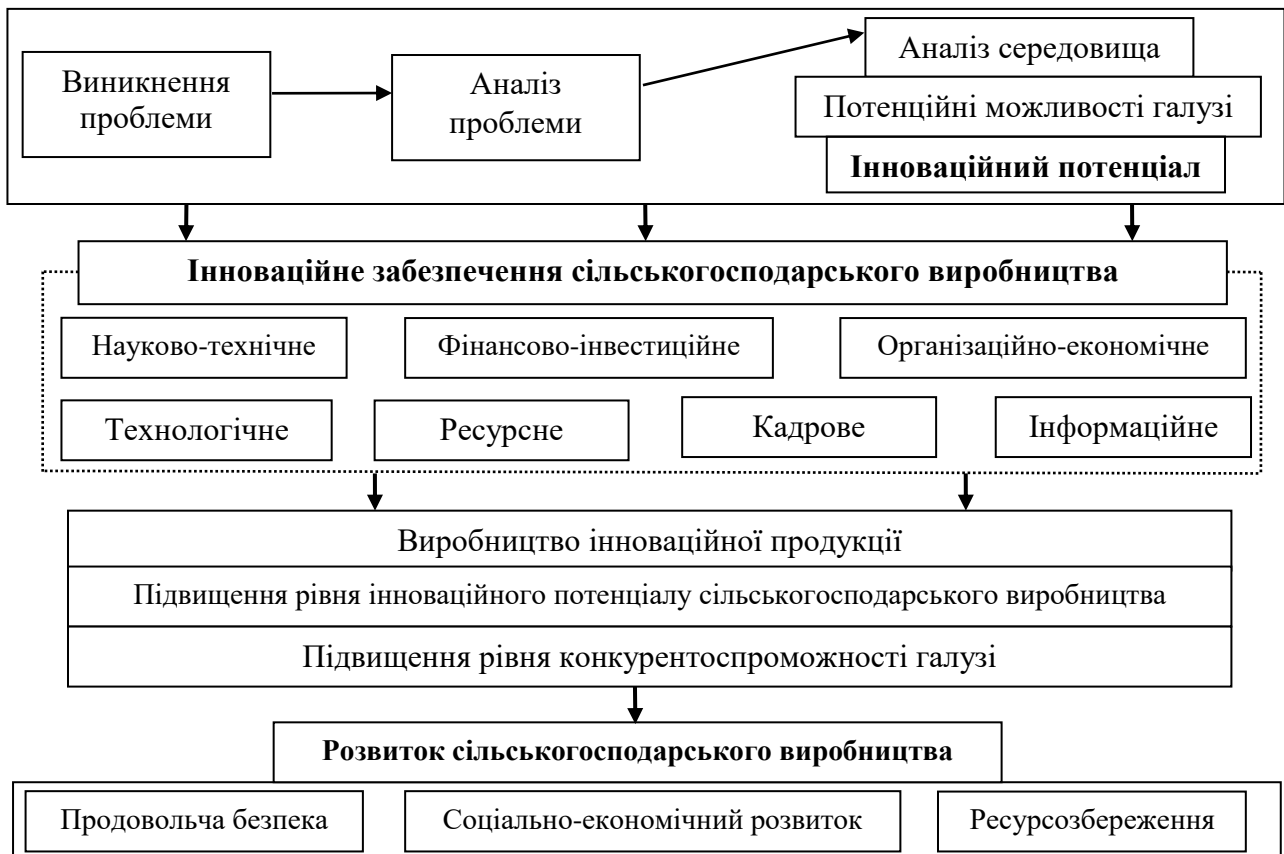 Виникнення
проблеми
Аналіз
проблеми
Аналіз середовища
Потенційні можливості галузі
Інноваційний потенціал
Інноваційне забезпечення сільськогосподарського виробництва
Науково-технічне
Фінансово-інвестиційне
Організаційно-економічне
Технологічне
Ресурсне
Кадрове
Інформаційне
Виробництво інноваційної продукції
Підвищення рівня інноваційного потенціалу сільськогосподарського виробництва
Підвищення рівня конкурентоспроможності галузі
Розвиток сільськогосподарського виробництва
Продовольча безпека
Соціально-економічний розвиток
Ресурсозбереження